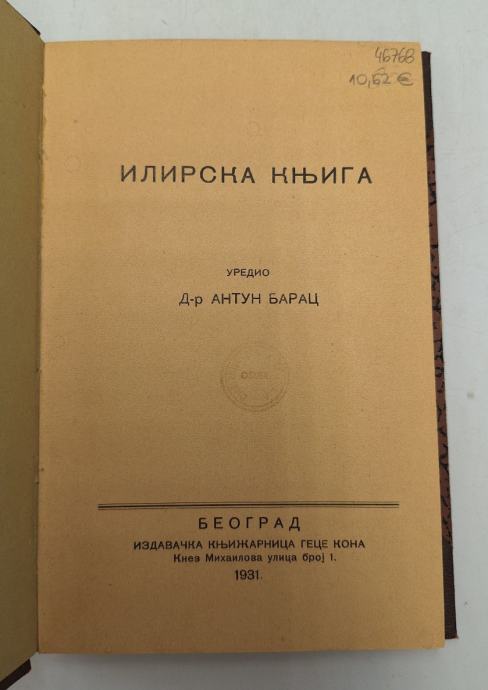 46768
10,62 €
ИЛИРСКА КЊИГА
УРЕДИО
Д-р АНТУН БАРАЦ
БЕОГРАД
ИЗДАВАЧКА КЊИЖАРНИЦА ГЕЦЕ КОНА
Кнез Михаилова улица број 1.
1931.